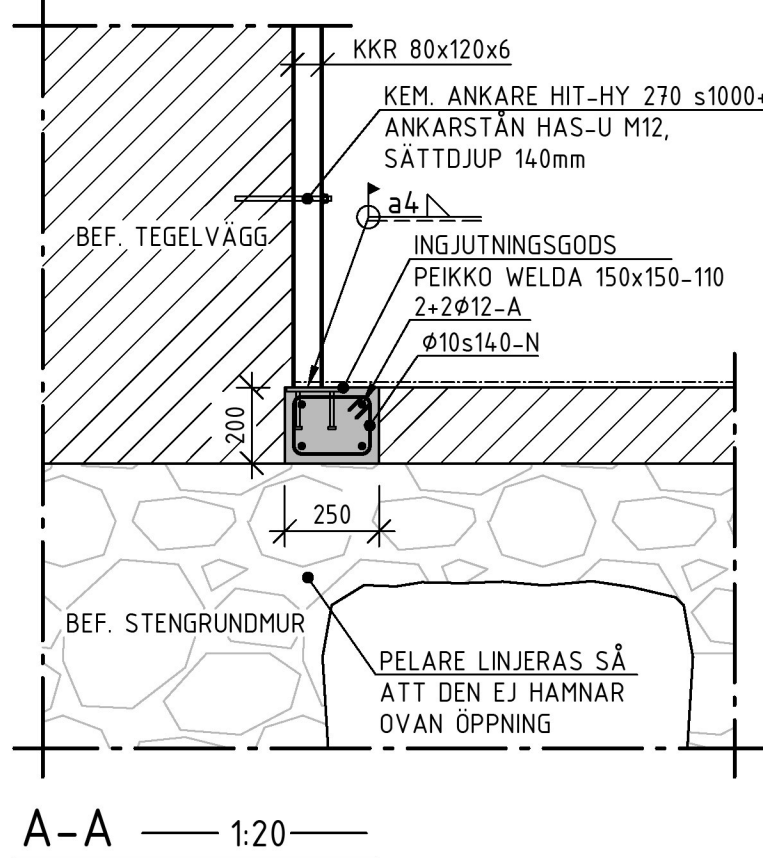 KKR 80x120x6
KEM. ANKARE HIT-HY 270 s1000+
ANKARSTÅN HAS-U M12,
SÄTTDJUP 140mm
a4
BEF. TEGELVÄGG
INGJUTNINGSGODS
PEIKKO WELDA 150x150-110
2+2Ø12-A
Ø10s140-N
200
250
BEF. STENGRUNDMUR
PELARE LINJERAS SÅ
ATT DEN EJ HAMNAR
OVAN ÖPPNING
A-A 1:20